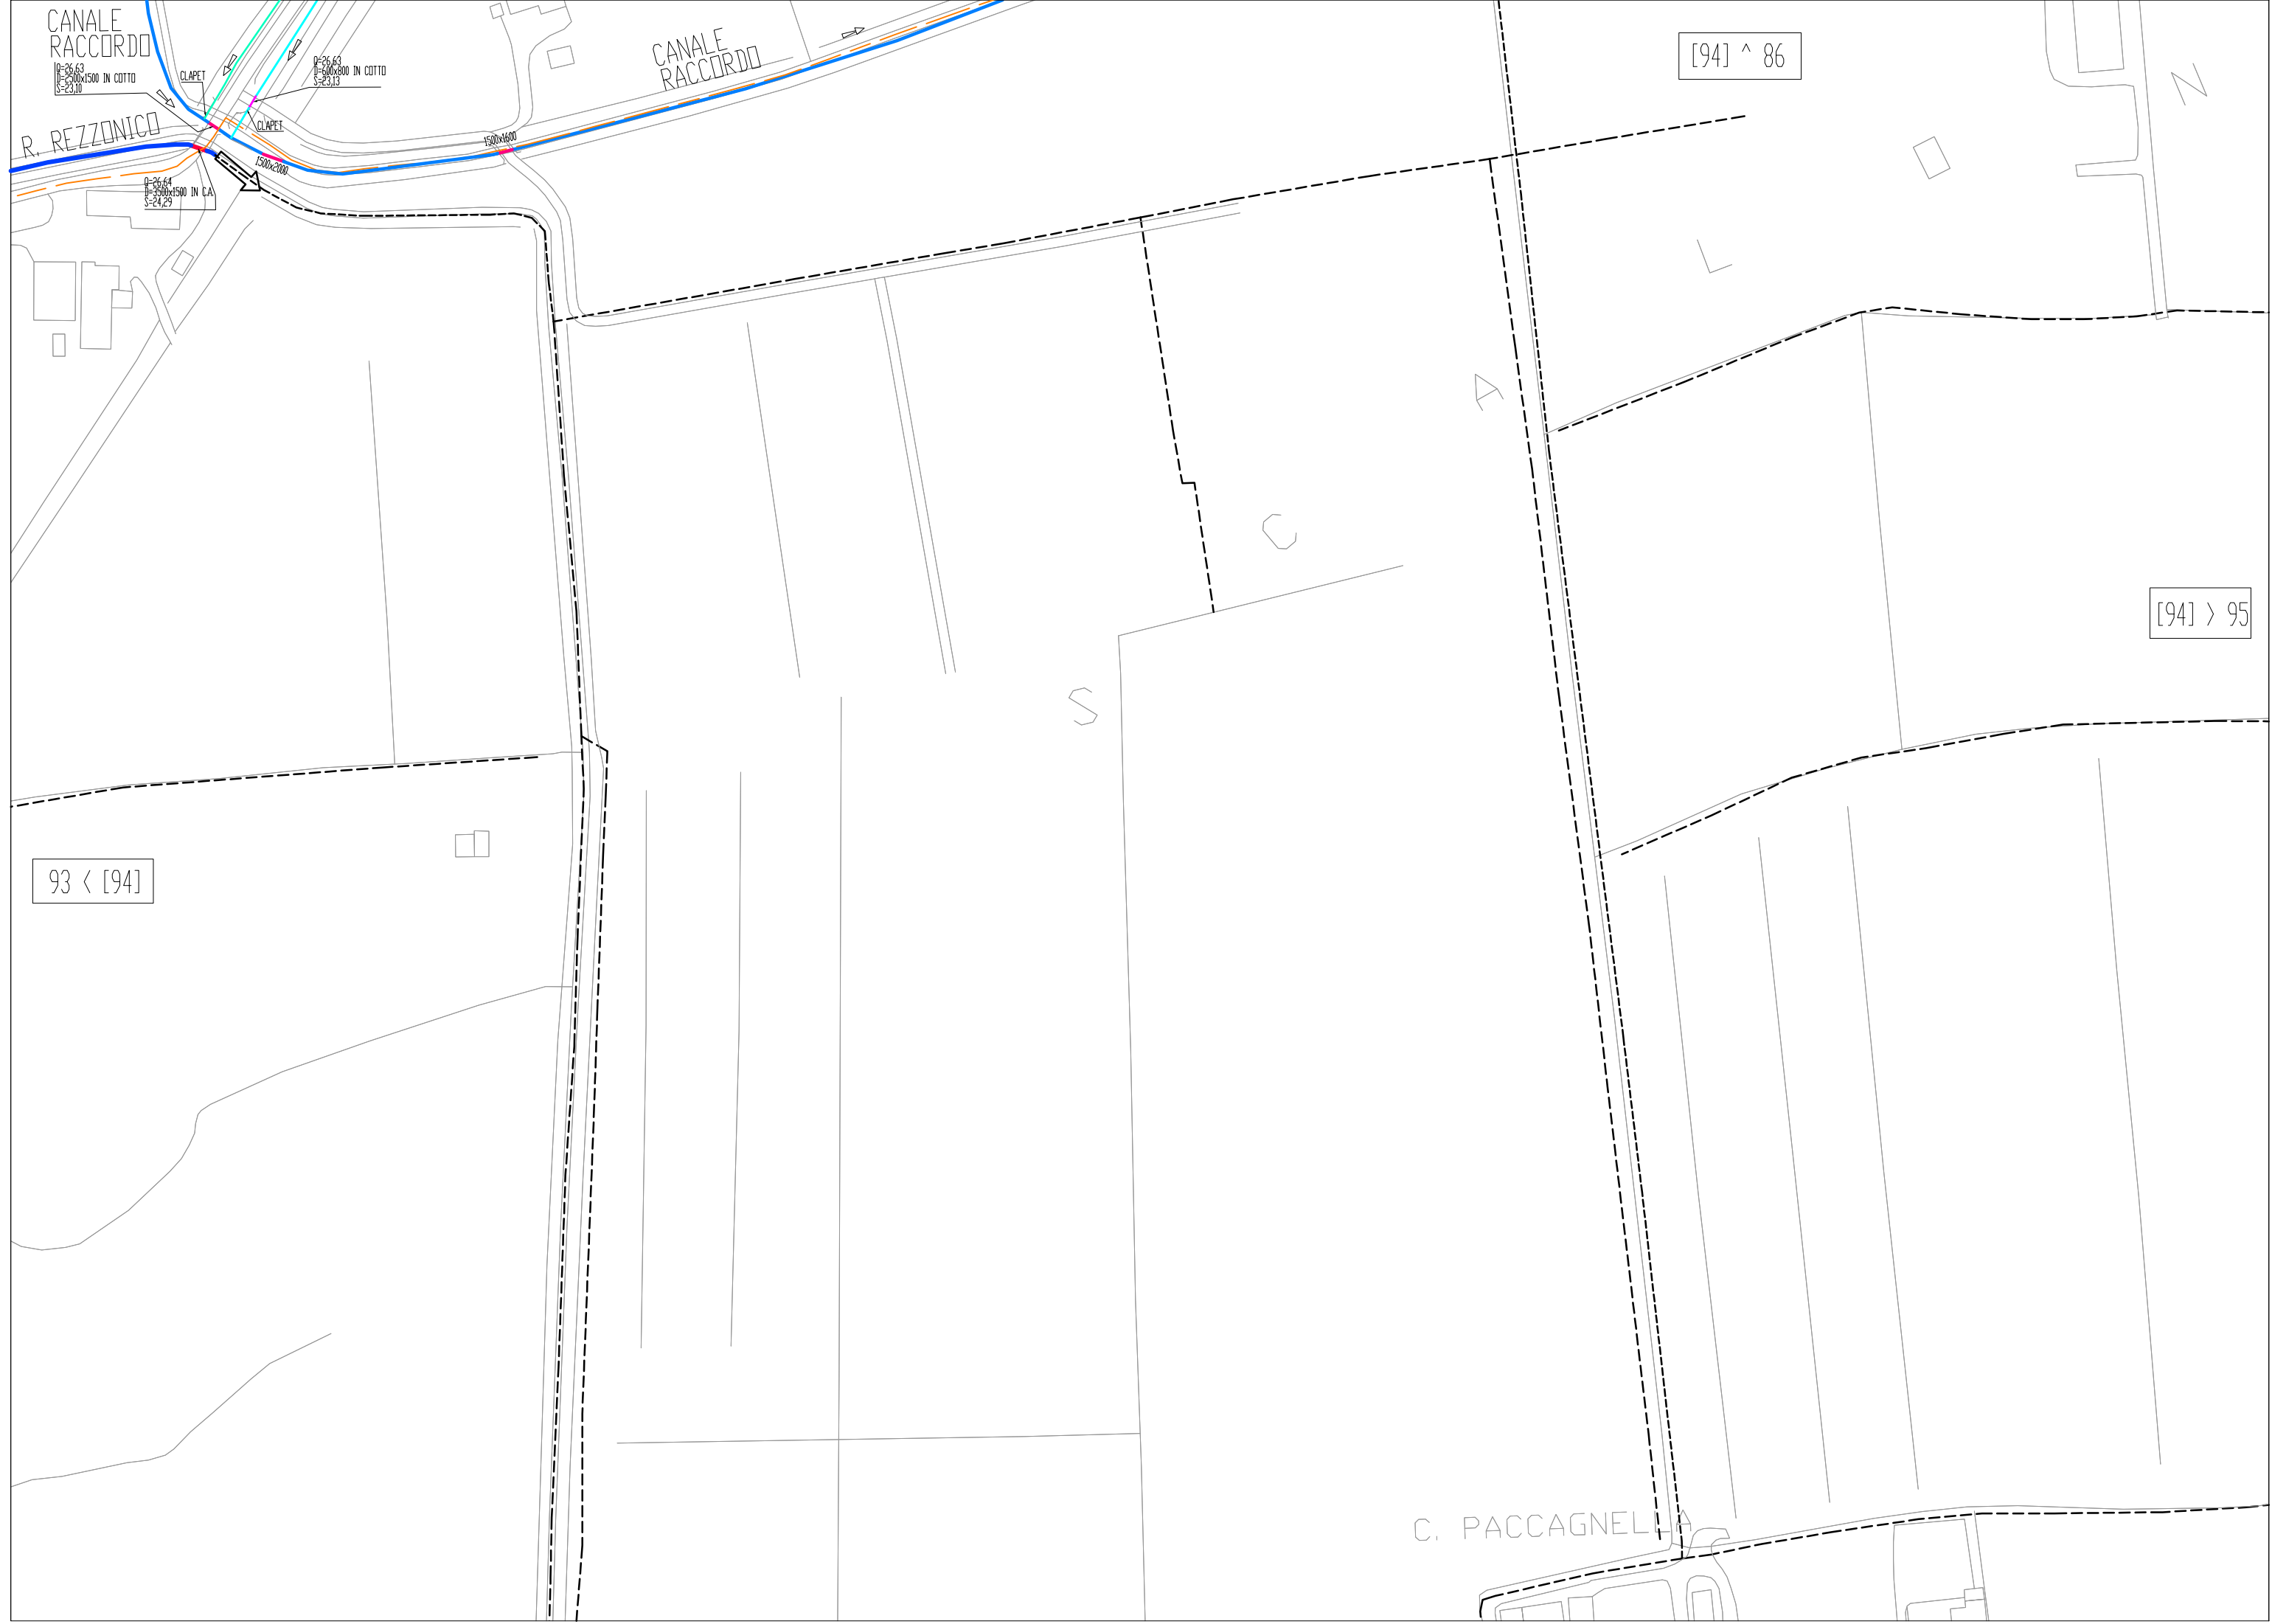 CANALE
RACCORDO
Q=26,63
D=2500x1500 IN COTTO
S=23,10
CLAPET
Q=26,63
D=600x800 IN COTTO
S=23,13
CLAPET
R. REZZONICO
1500x2000
Q=26,64
D=3500x1500 IN C.A.
S=24,29
1500x1600
CANALE
RACCORDO
[94] ^ 86
[94] > 95
93 < [94]
S C A L N
C. PACCAGNELLA